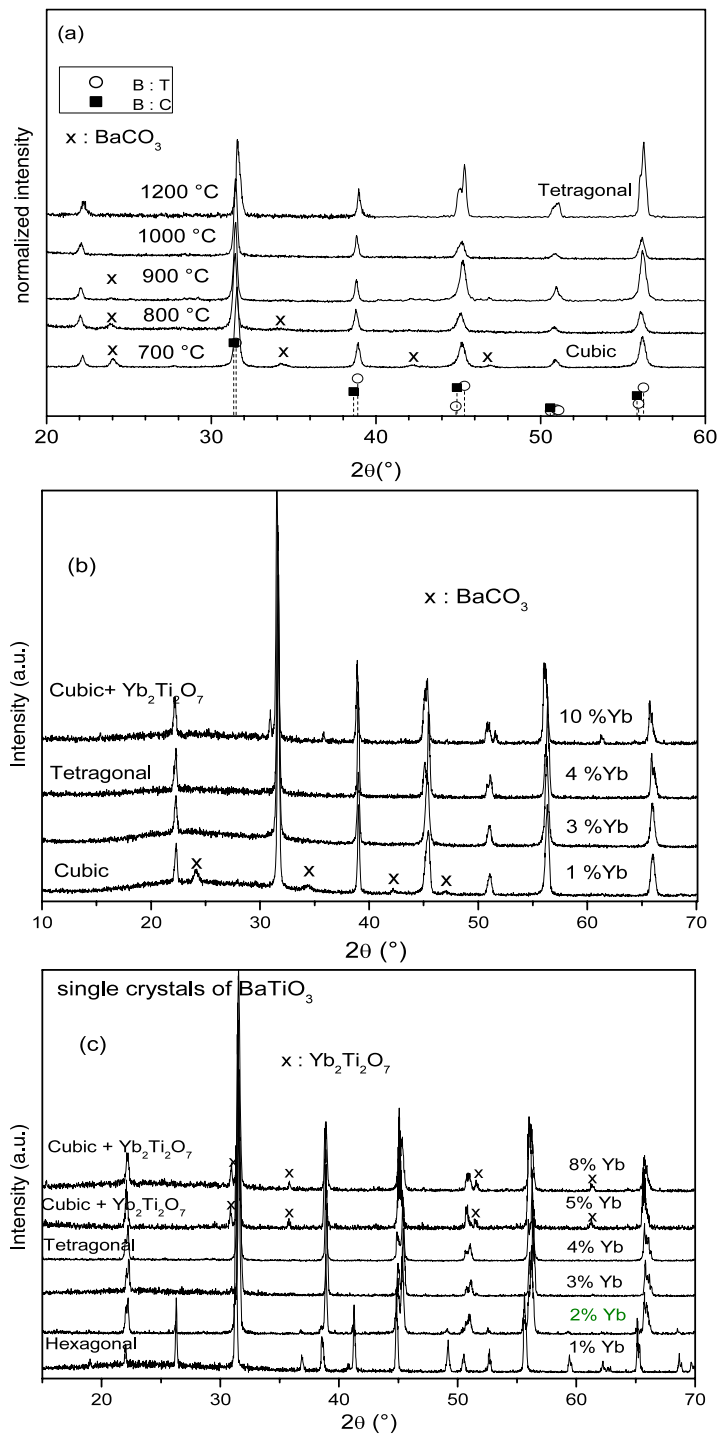 (a)
B : T
B : C
x : BaCO₃
1200 °C
Tetragonal
1000 °C
x
900 °C
x
800 °C
x
x
700 °C
x
x
x
x
Cubic
normalized intensity
20 30 40 50 60
2θ(°)
(b)
x : BaCO₃
Cubic+ Yb₂Ti₂O₇
10 %Yb
Tetragonal
4 %Yb
3 %Yb
Cubic
x
x
x
x
1 %Yb
Intensity (a.u.)
10 20 30 40 50 60 70
2θ (°)
single crystals of BaTiO₃
(c)
x : Yb₂Ti₂O₇
Cubic + Yb₂Ti₂O₇
x
x
x
x
8% Yb
Cubic + Yb₂Ti₂O₇
x
x
x
x
5% Yb
Tetragonal
4% Yb
3% Yb
2% Yb
Hexagonal
1% Yb
Intensity (a.u.)
20 30 40 50 60 70
2θ (°)